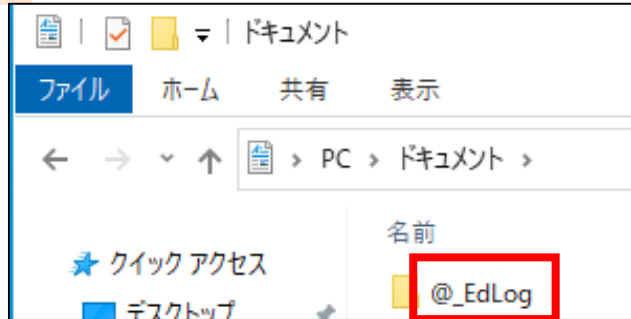 ドキュメント
ファイル ホーム 共有 表示
PC > ドキュメント >
名前
クイック アクセス
@_EdLog
デスクトップ